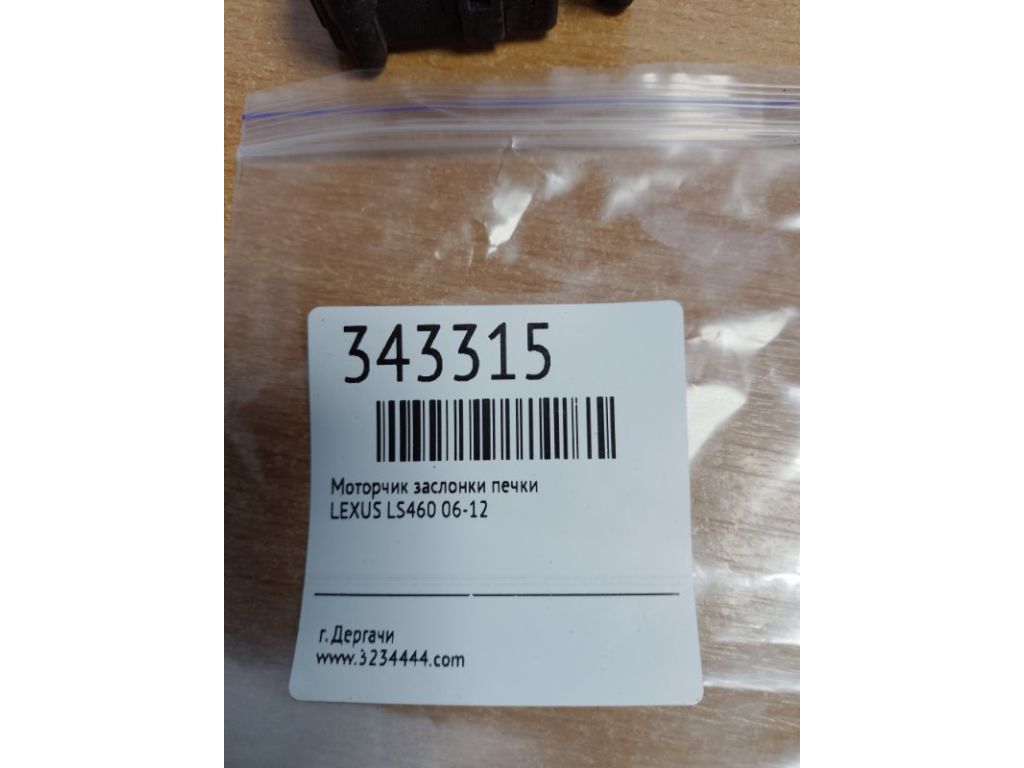 343315
Моторчик заслонки печки
LEXUS LS460 06-12
г. Дергачи
www.3234444.com